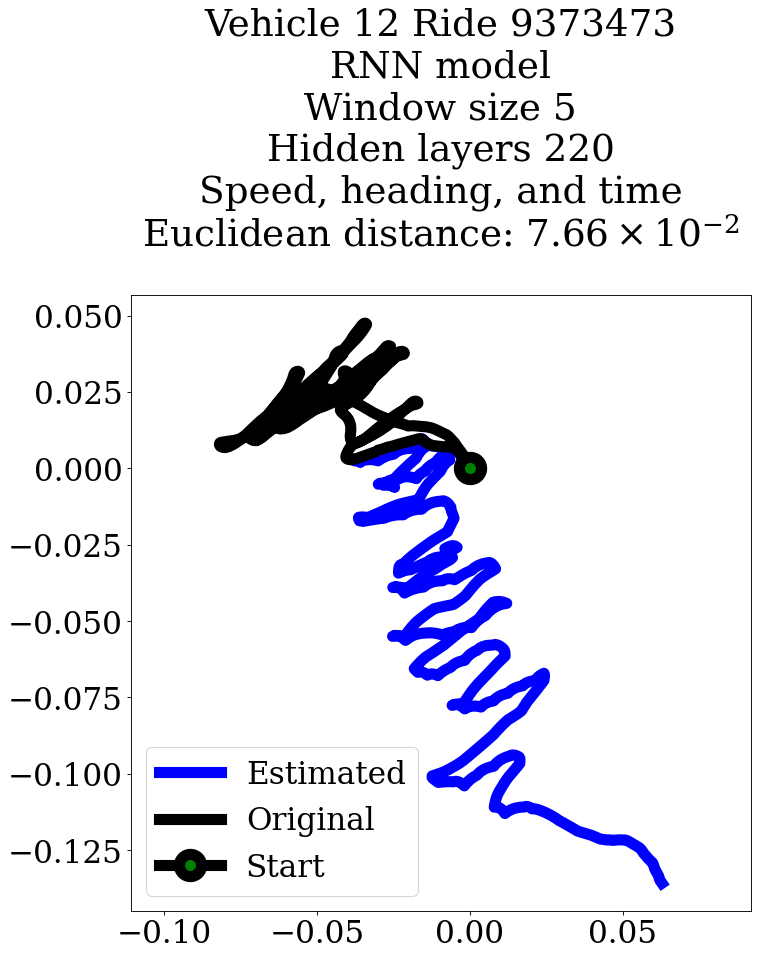 Vehicle 12 Ride 9373473
RNN model
Window size 5
Hidden layers 220
Speed, heading, and time
Euclidean distance: 7.66 × 10⁻²
0.050
0.025
0.000
−0.025
−0.050
−0.075
−0.100
−0.125
Estimated
Original
Start
−0.10 −0.05 0.00 0.05